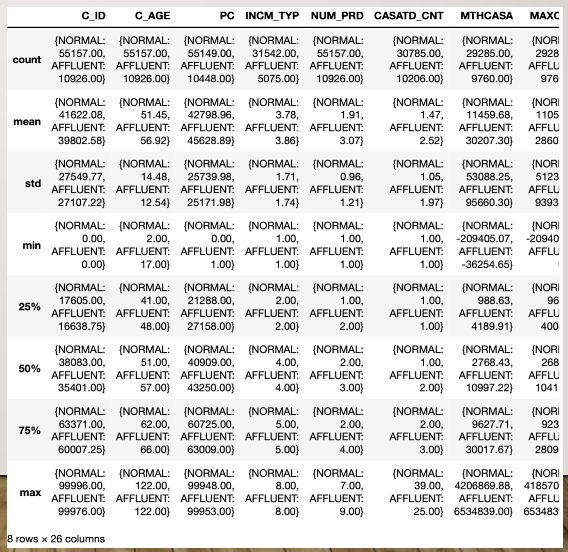 C_ID C_AGE PC INCM_TYP NUM_PRD CASATD_CNT MTHCASA MAXC
{NORMAL: {NORMAL: {NORMAL: {NORMAL: {NORMAL: {NORMAL: {NORMAL: {NORI
55157.00, 55157.00, 55149.00, 31542.00, 55157.00, 30785.00, 29285.00, 2928
count AFFLUENT: AFFLUENT: AFFLUENT: AFFLUENT: AFFLUENT: AFFLUENT: AFFLUENT: AFFLU
10926.00} 10926.00} 10448.00} 5075.00} 10926.00} 10206.00} 9760.00} 976
{NORMAL: {NORMAL: {NORMAL: {NORMAL: {NORMAL: {NORMAL: {NORMAL: {NORI
41622.08, 51.45, 42798.96, 3.78, 1.91, 1.47, 11459.68, 1105
mean AFFLUENT: AFFLUENT: AFFLUENT: AFFLUENT: AFFLUENT: AFFLUENT: AFFLUENT: AFFLU
39802.58} 56.92} 45628.89} 3.86} 3.07} 2.52} 30207.30} 2860
{NORMAL: {NORMAL: {NORMAL: {NORMAL: {NORMAL: {NORMAL: {NORMAL: {NORI
27549.77, 14.48, 25739.98, 1.71, 0.96, 1.05, 53088.25, 5123
std AFFLUENT: AFFLUENT: AFFLUENT: AFFLUENT: AFFLUENT: AFFLUENT: AFFLUENT: AFFLU
27107.22} 12.54} 25171.98} 1.74} 1.21} 1.97} 95660.30} 9393
{NORMAL: {NORMAL: {NORMAL: {NORMAL: {NORMAL: {NORMAL: {NORMAL: {NORI
0.00, 2.00, 0.00, 1.00, 1.00, 1.00, -209405.07, -20940
min AFFLUENT: AFFLUENT: AFFLUENT: AFFLUENT: AFFLUENT: AFFLUENT: AFFLUENT: AFFLU
0.00} 17.00} 1.00} 1.00} 1.00} 1.00} -36254.65}
{NORMAL: {NORMAL: {NORMAL: {NORMAL: {NORMAL: {NORMAL: {NORMAL: {NORI
17605.00, 41.00, 21288.00, 2.00, 1.00, 1.00, 988.63, 96
25% AFFLUENT: AFFLUENT: AFFLUENT: AFFLUENT: AFFLUENT: AFFLUENT: AFFLUENT: AFFLU
16638.75} 48.00} 27158.00} 2.00} 2.00} 1.00} 4189.91} 400
{NORMAL: {NORMAL: {NORMAL: {NORMAL: {NORMAL: {NORMAL: {NORMAL: {NORI
38083.00, 51.00, 40909.00, 4.00, 2.00, 1.00, 2768.43, 268
50% AFFLUENT: AFFLUENT: AFFLUENT: AFFLUENT: AFFLUENT: AFFLUENT: AFFLUENT: AFFLU
35401.00} 57.00} 43250.00} 4.00} 3.00} 2.00} 10997.22} 1041
{NORMAL: {NORMAL: {NORMAL: {NORMAL: {NORMAL: {NORMAL: {NORMAL: {NORI
63371.00, 62.00, 60725.00, 5.00, 2.00, 2.00, 9627.71, 923
75% AFFLUENT: AFFLUENT: AFFLUENT: AFFLUENT: AFFLUENT: AFFLUENT: AFFLUENT: AFFLU
60007.25} 66.00} 63009.00} 5.00} 4.00} 3.00} 30017.67} 2809
{NORMAL: {NORMAL: {NORMAL: {NORMAL: {NORMAL: {NORMAL: {NORMAL: {NORI
99996.00, 122.00, 99948.00, 8.00, 7.00, 39.00, 4206869.88, 418570
max AFFLUENT: AFFLUENT: AFFLUENT: AFFLUENT: AFFLUENT: AFFLUENT: AFFLUENT: AFFLU
99976.00} 122.00} 99953.00} 8.00} 9.00} 25.00} 6534839.00} 653483
8 rows × 26 columns